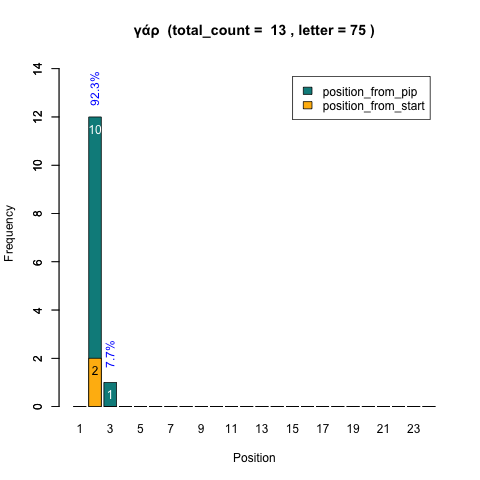 γάρ (total_count = 13 , letter = 75 )
position_from_pip
position_from_start
Frequency
14
12
10
8
6
4
2
0
92.3%
10
2
7.7%
1
1 3 5 7 9 11 13 15 17 19 21 23
Position